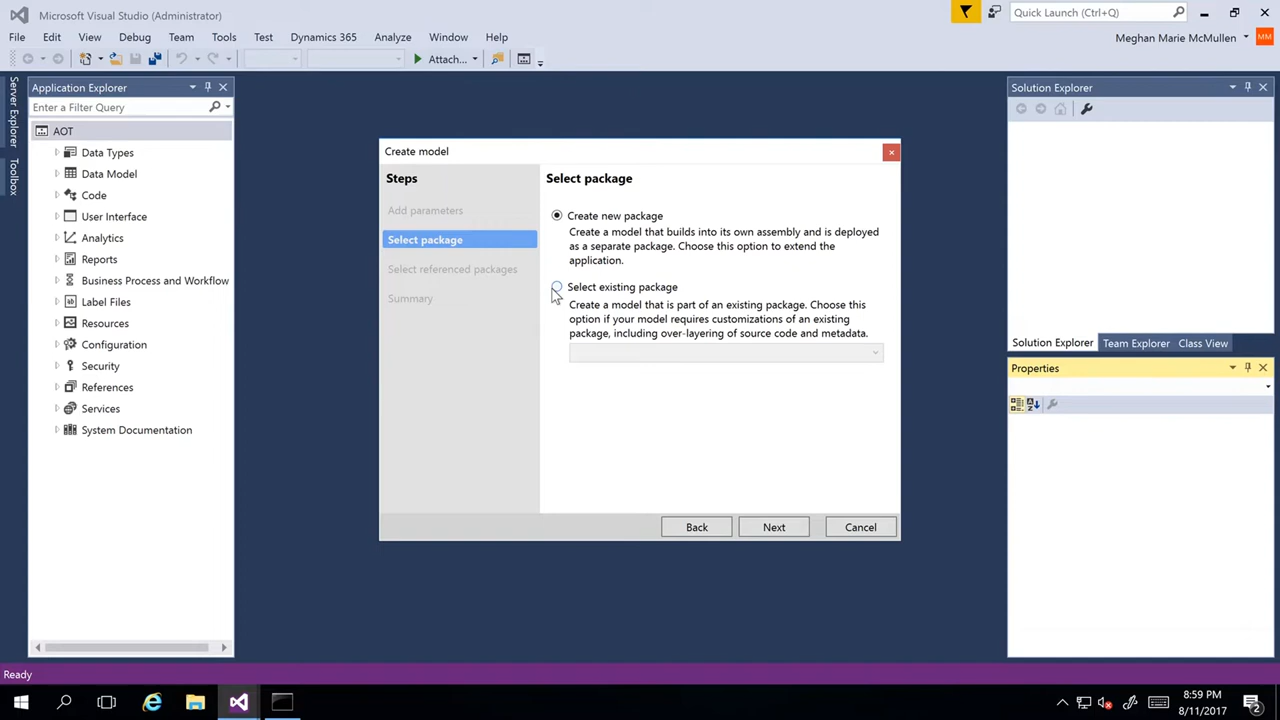 Microsoft Visual Studio (Administrator)
Quick Launch (Ctrl+Q)
File Edit View Debug Team Tools Test Dynamics 365 Analyze Window Help
Meghan Marie McMullen
MM
Attach...
Server Explorer
Toolbox
Application Explorer
Enter a Filter Query
AOT
Data Types
Data Model
Code
User Interface
Analytics
Reports
Business Process and Workflow
Label Files
Resources
Configuration
Security
References
Services
System Documentation
Create model
Steps
Add parameters
Select package
Select referenced packages
Summary
Select package
Create new package
Create a model that builds into its own assembly and is deployed
as a separate package. Choose this option to extend the
application.
Select existing package
Create a model that is part of an existing package. Choose this
option if your model requires customizations of an existing
package, including over-layering of source code and metadata.
Back
Next
Cancel
Solution Explorer
Solution Explorer Team Explorer Class View
Properties
Ready
8:59 PM
8/11/2017
2